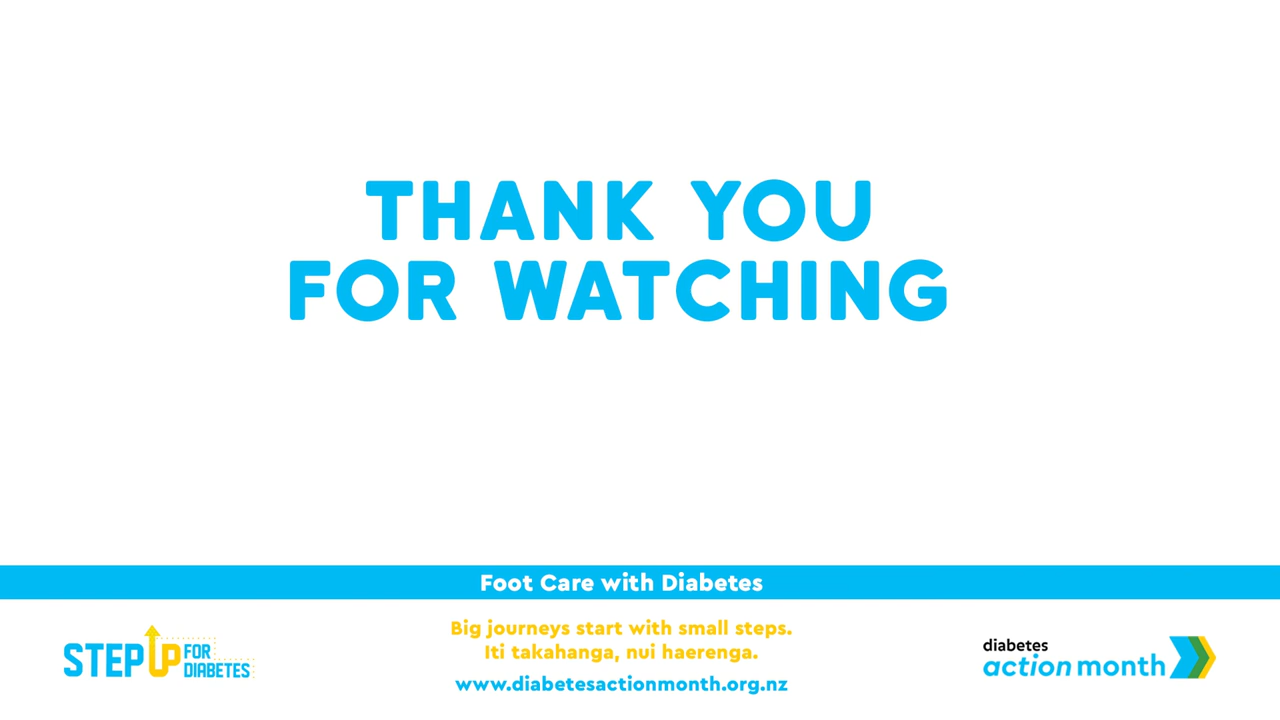 THANK YOU
FOR WATCHING
Foot Care with Diabetes
STEP UP FOR
DIABETES
Big journeys start with small steps.
Iti takahanga, nui haerenga.
www.diabetesactionmonth.org.nz
diabetes
action month